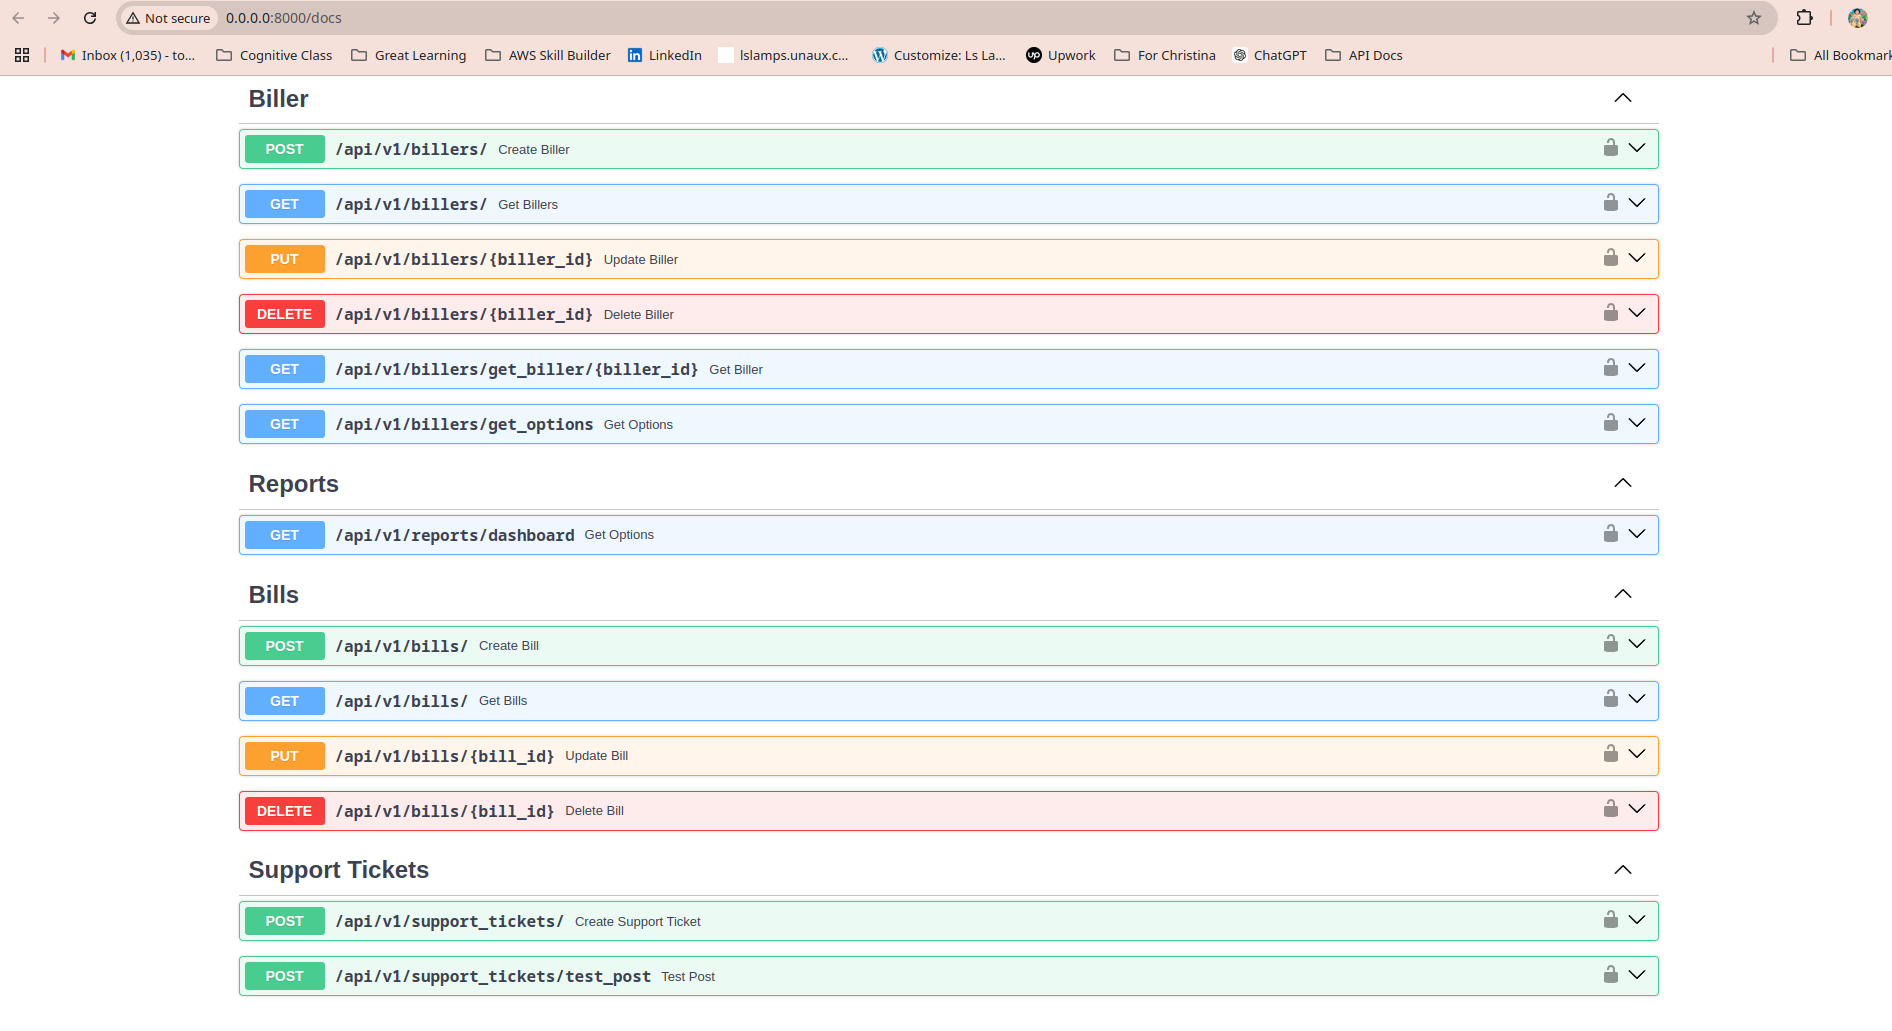 Not secure 0.0.0.0:8000/docs
Inbox (1,035) - to... Cognitive Class Great Learning AWS Skill Builder LinkedIn lslamps.unaux.c... Customize: Ls La... Upwork For Christina ChatGPT API Docs All Bookmark
Biller
POST /api/v1/billers/ Create Biller
GET /api/v1/billers/ Get Billers
PUT /api/v1/billers/{biller_id} Update Biller
DELETE /api/v1/billers/{biller_id} Delete Biller
GET /api/v1/billers/get_biller/{biller_id} Get Biller
GET /api/v1/billers/get_options Get Options
Reports
GET /api/v1/reports/dashboard Get Options
Bills
POST /api/v1/bills/ Create Bill
GET /api/v1/bills/ Get Bills
PUT /api/v1/bills/{bill_id} Update Bill
DELETE /api/v1/bills/{bill_id} Delete Bill
Support Tickets
POST /api/v1/support_tickets/ Create Support Ticket
POST /api/v1/support_tickets/test_post Test Post